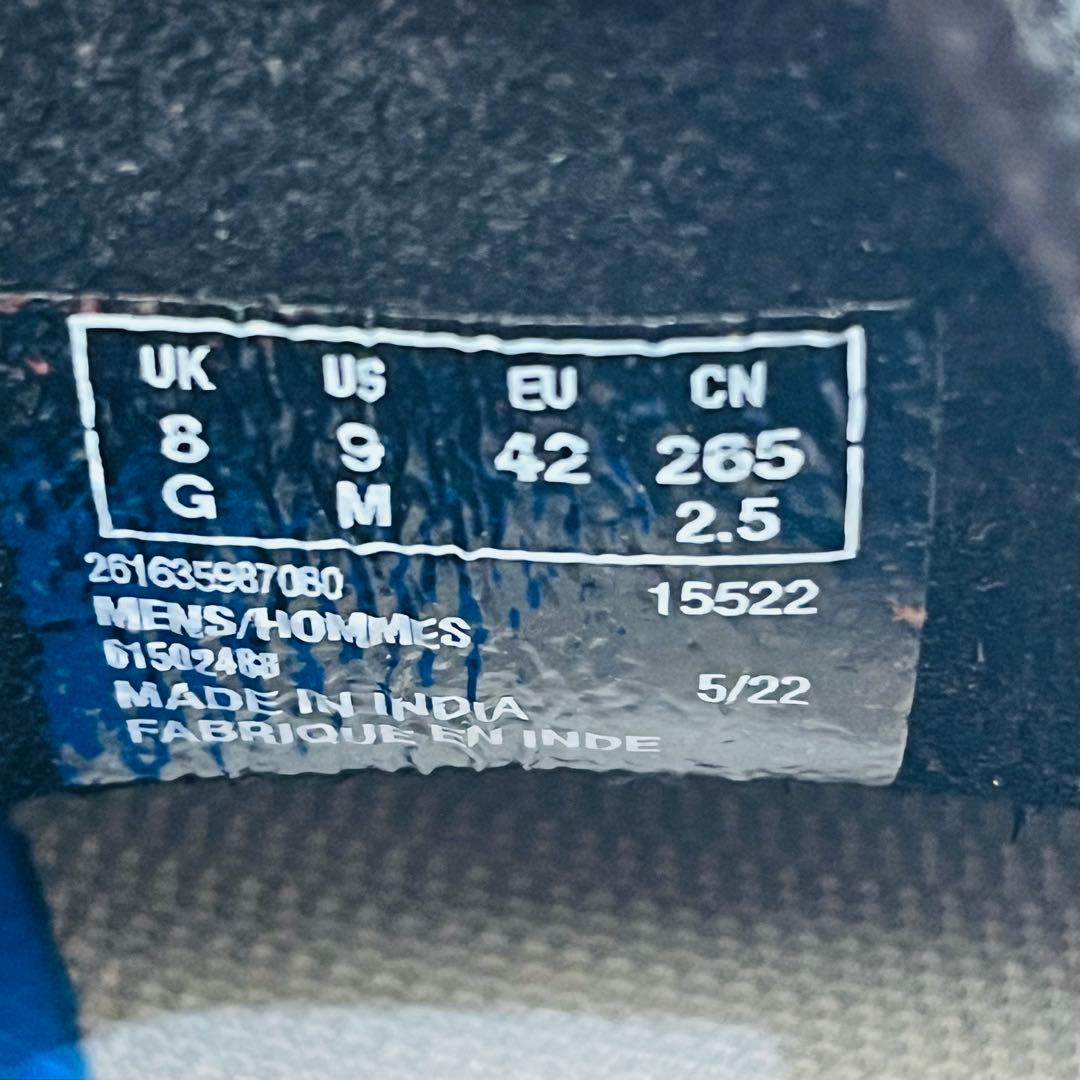 UK US EU CN
8 9 42 265
G M 2.5
261635987080 15522
MENS/HOMMES
61502488
MADE IN INDIA 5/22
FABRIQUE EN INDE